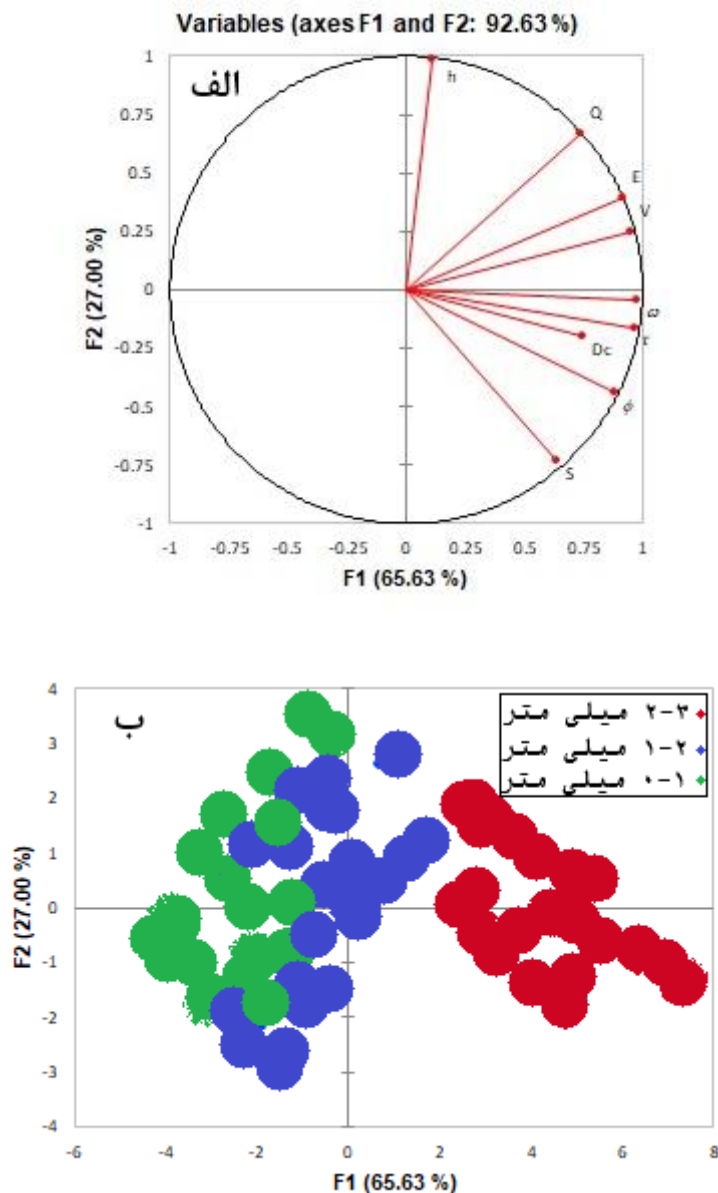 Variables (axes F1 and F2: 92.63 %)
الف
F2 (27.00 %)
1
0.75
0.5
0.25
0
-0.25
-0.5
-0.75
-1
h
Q
E
V
ω
τ
Dc
ϕ
S
-1 -0.75 -0.5 -0.25 0 0.25 0.5 0.75 1
F1 (65.63 %)
ب
۲-۳ میلی متر
۱-۲ میلی متر
۰-۱ میلی متر
F2 (27.00 %)
4
3
2
1
0
-1
-2
-3
-4
-6 -4 -2 0 2 4 6 8
F1 (65.63 %)